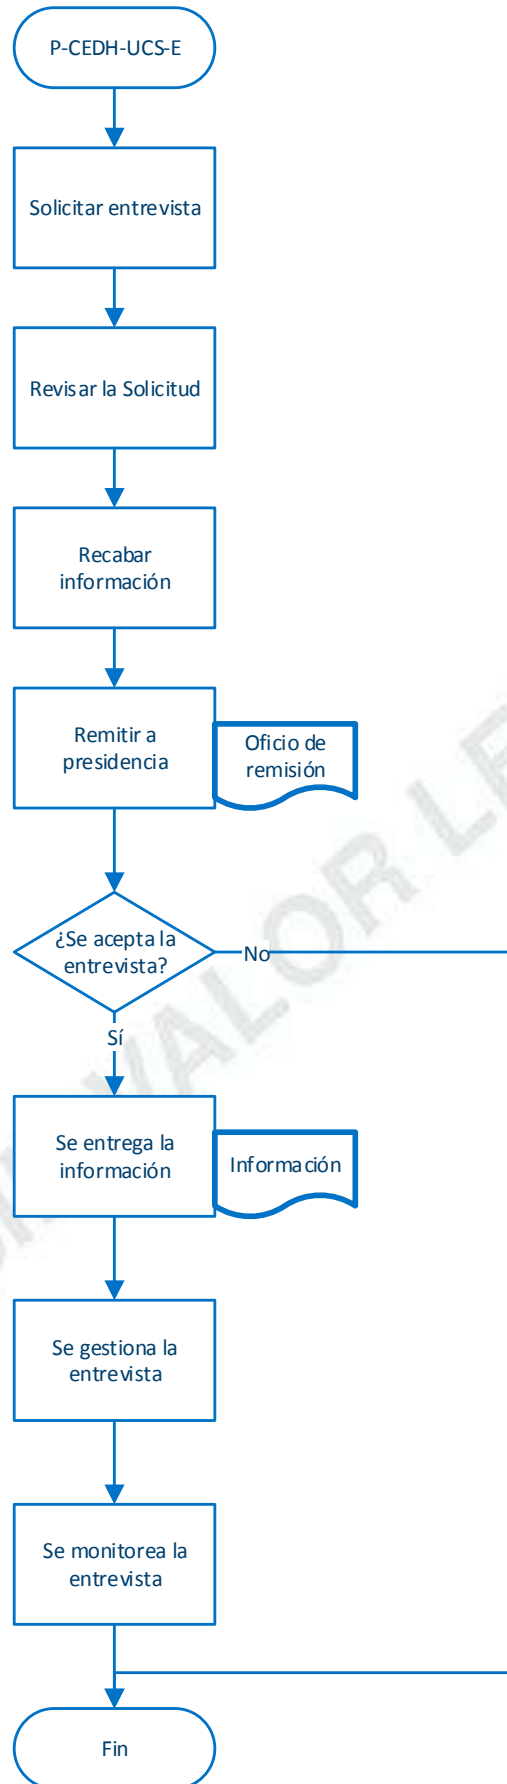 P-CEDH-UCS-E
Solicitar entrevista
Revisar la Solicitud
Recabar
información
Remitir a
presidencia
Oficio de
remisión
¿Se acepta la
entrevista?
No
Sí
Se entrega la
información
Información
Se gestiona la
entrevista
Se monitorea la
entrevista
Fin
VALOR